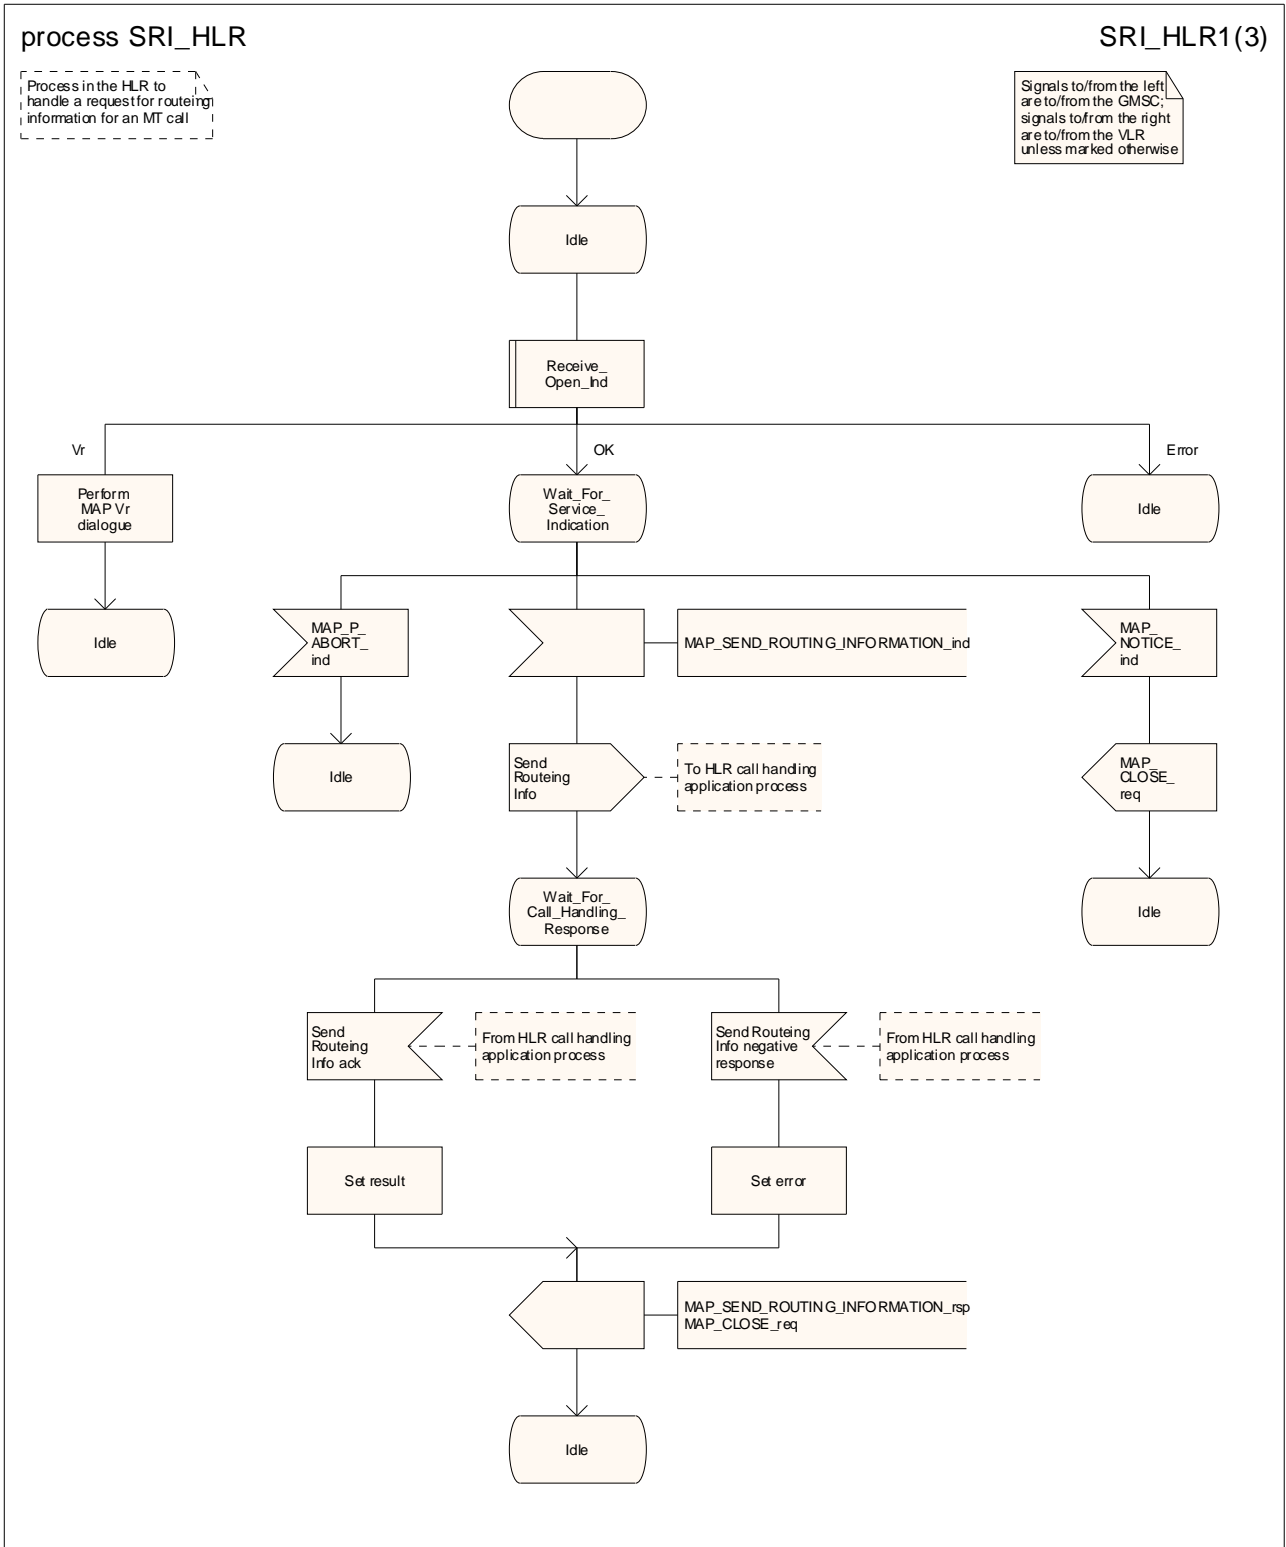 process SRI_HLR
SRI_HLR1(3)
Process in the HLR to
handle a request for routeing
information for an MT call
Signals to/from the left
are to/from the GMSC;
signals to/from the right
are to/from the VLR
unless marked otherwise
Idle
Receive_
Open_Ind
Vr
OK
Error
Perform
MAP Vr
dialogue
Wait_For_
Service_
Indication
Idle
Idle
MAP_P_
ABORT_
ind
MAP_SEND_ROUTING_INFORMATION_ind
MAP_
NOTICE_
ind
Idle
Send
Routeing
Info
To HLR call handling
application process
MAP_
CLOSE_
req
Wait_For_
Call_Handling_
Response
Idle
Send
Routeing
Info ack
From HLR call handling
application process
Send Routeing
Info negative
response
From HLR call handling
application process
Set result
Set error
MAP_SEND_ROUTING_INFORMATION_rsp
MAP_CLOSE_req
Idle